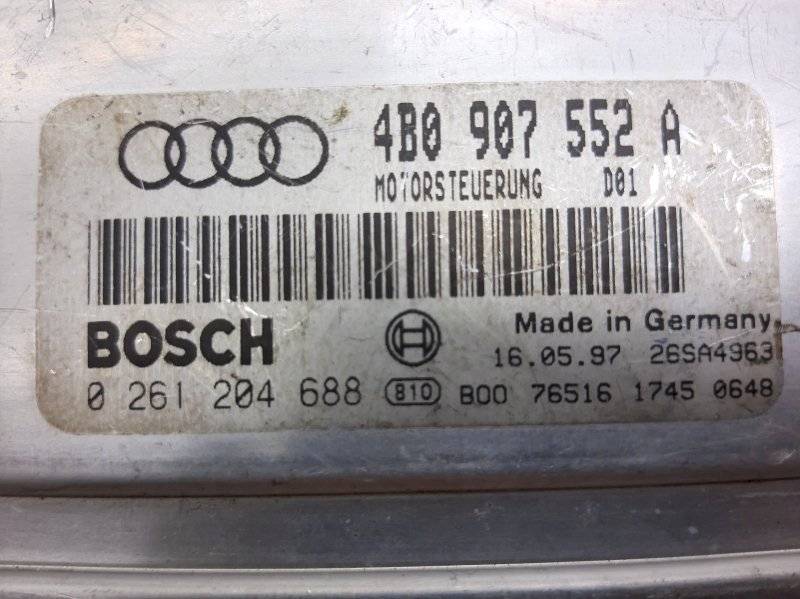 4B0 907 552 A
MOTORSTEUERUNG D01
BOSCH
Made in Germany
16.05.97 26SA4963
0 261 204 688 810 B00 76516 1745 0648